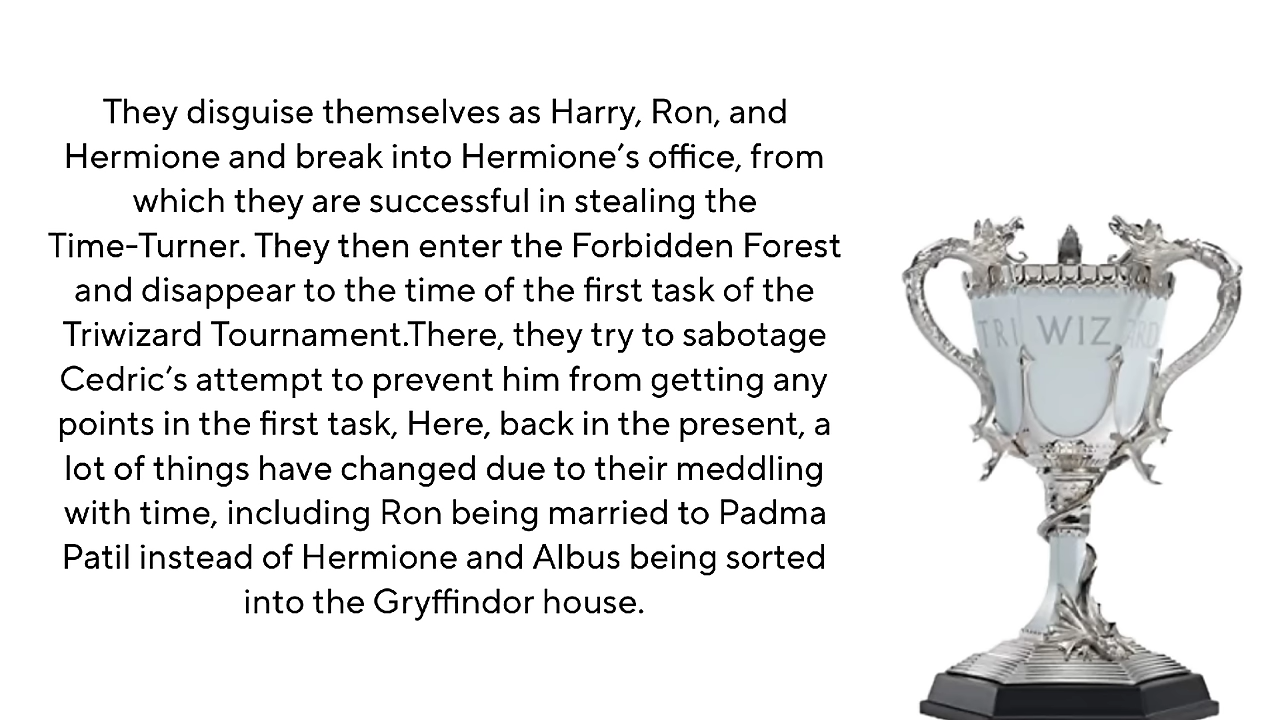 They disguise themselves as Harry, Ron, and
Hermione and break into Hermione’s office, from
which they are successful in stealing the
Time-Turner. They then enter the Forbidden Forest
and disappear to the time of the first task of the
Triwizard Tournament.There, they try to sabotage
Cedric’s attempt to prevent him from getting any
points in the first task, Here, back in the present, a
lot of things have changed due to their meddling
with time, including Ron being married to Padma
Patil instead of Hermione and Albus being sorted
into the Gryffindor house.
TRI WIZ ARD